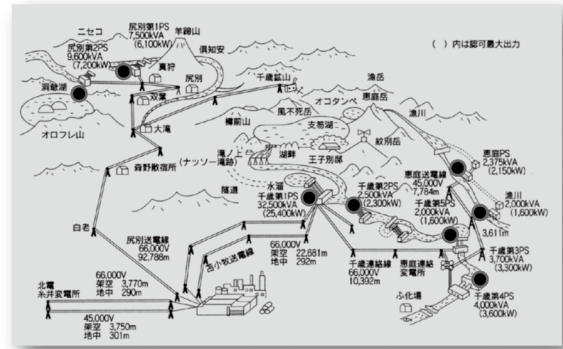 ニセコ
尻別第1PS
7,500kVA
(6,100kW)
羊蹄山
尻別第2PS
9,600kVA
(7,200kW)
真狩
倶知安
( )内は認可最大出力
洞爺湖
双葉
尻別
千歳鉱山
漁岳
オコタンペ
恵庭岳
漁川
風不死岳
樽前山
支笏湖
紋別岳
オロフレ山
大滝
滝ノ上
(ナッソー滝跡)
湖畔
王子別邸
恵庭PS
2,375kVA
(2,150kW)
森野散宿所
隧道
水溜
千歳第1PS
32,500kVA
(25,400kW)
千歳第2PS
2,500kVA
(2,300kW)
恵庭送電線
45,000V
7,784m
千歳第5PS
2,000kVA
(1,600kW)
漁川
2,000kVA
(1,600kW)
3,611m
白老
尻別送電線
66,000V
92,788m
苫小牧送電線
66,000V
架空 22,681m
地中 292m
千歳連絡線
66,000V
10,392m
恵庭連絡
変電所
千歳第3PS
3,700kVA
(3,300kW)
66,000V
架空 3,770m
地中 290m
北電
糸井変電所
45,000V
架空 3,750m
地中 301m
ふ化場
千歳第4PS
4,000kVA
(3,600kW)